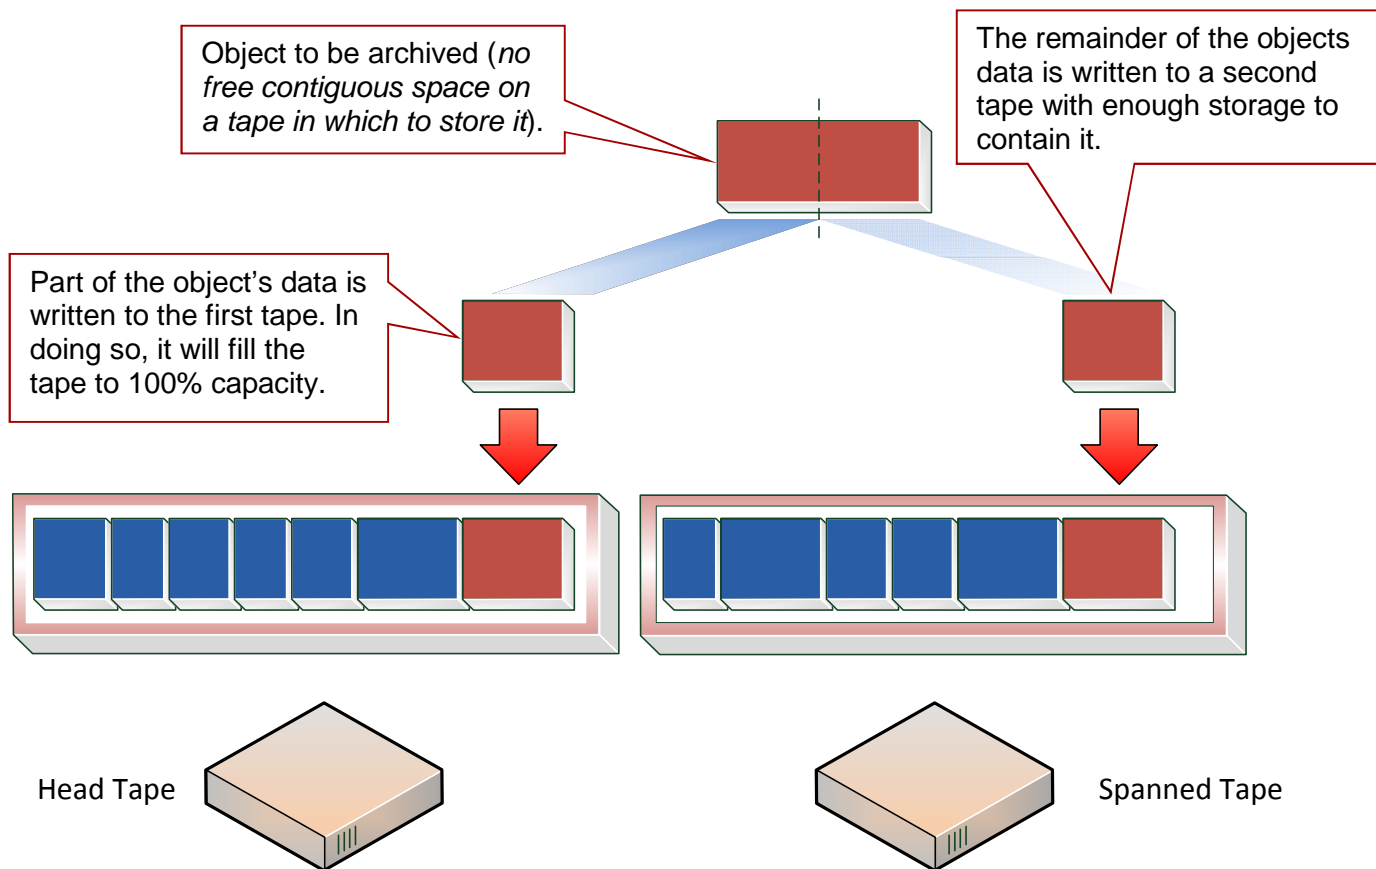 Object to be archived (no
free contiguous space on
a tape in which to store it).
The remainder of the objects
data is written to a second
tape with enough storage to
contain it.
Part of the object’s data is
written to the first tape. In
doing so, it will fill the
tape to 100% capacity.
Head Tape
Spanned Tape